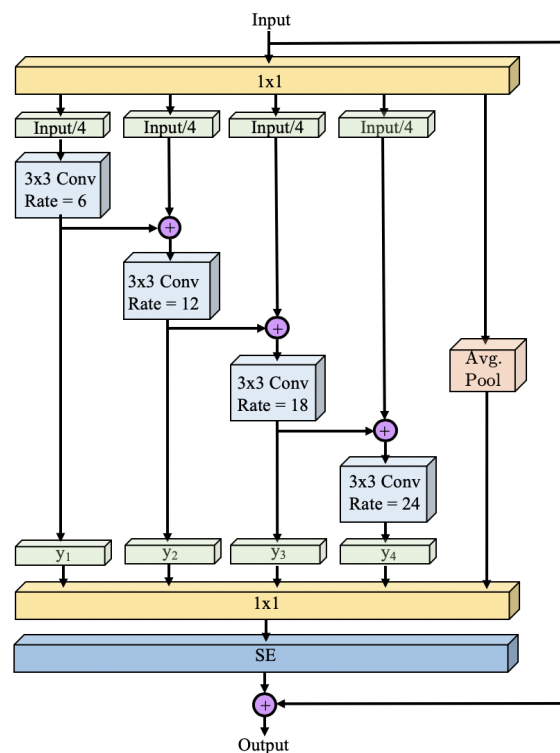 Input
1x1
Input/4
Input/4
Input/4
Input/4
3x3 Conv
Rate = 6
+
3x3 Conv
Rate = 12
+
3x3 Conv
Rate = 18
Avg.
Pool
+
3x3 Conv
Rate = 24
y₁
y₂
y₃
y₄
1x1
SE
+
Output